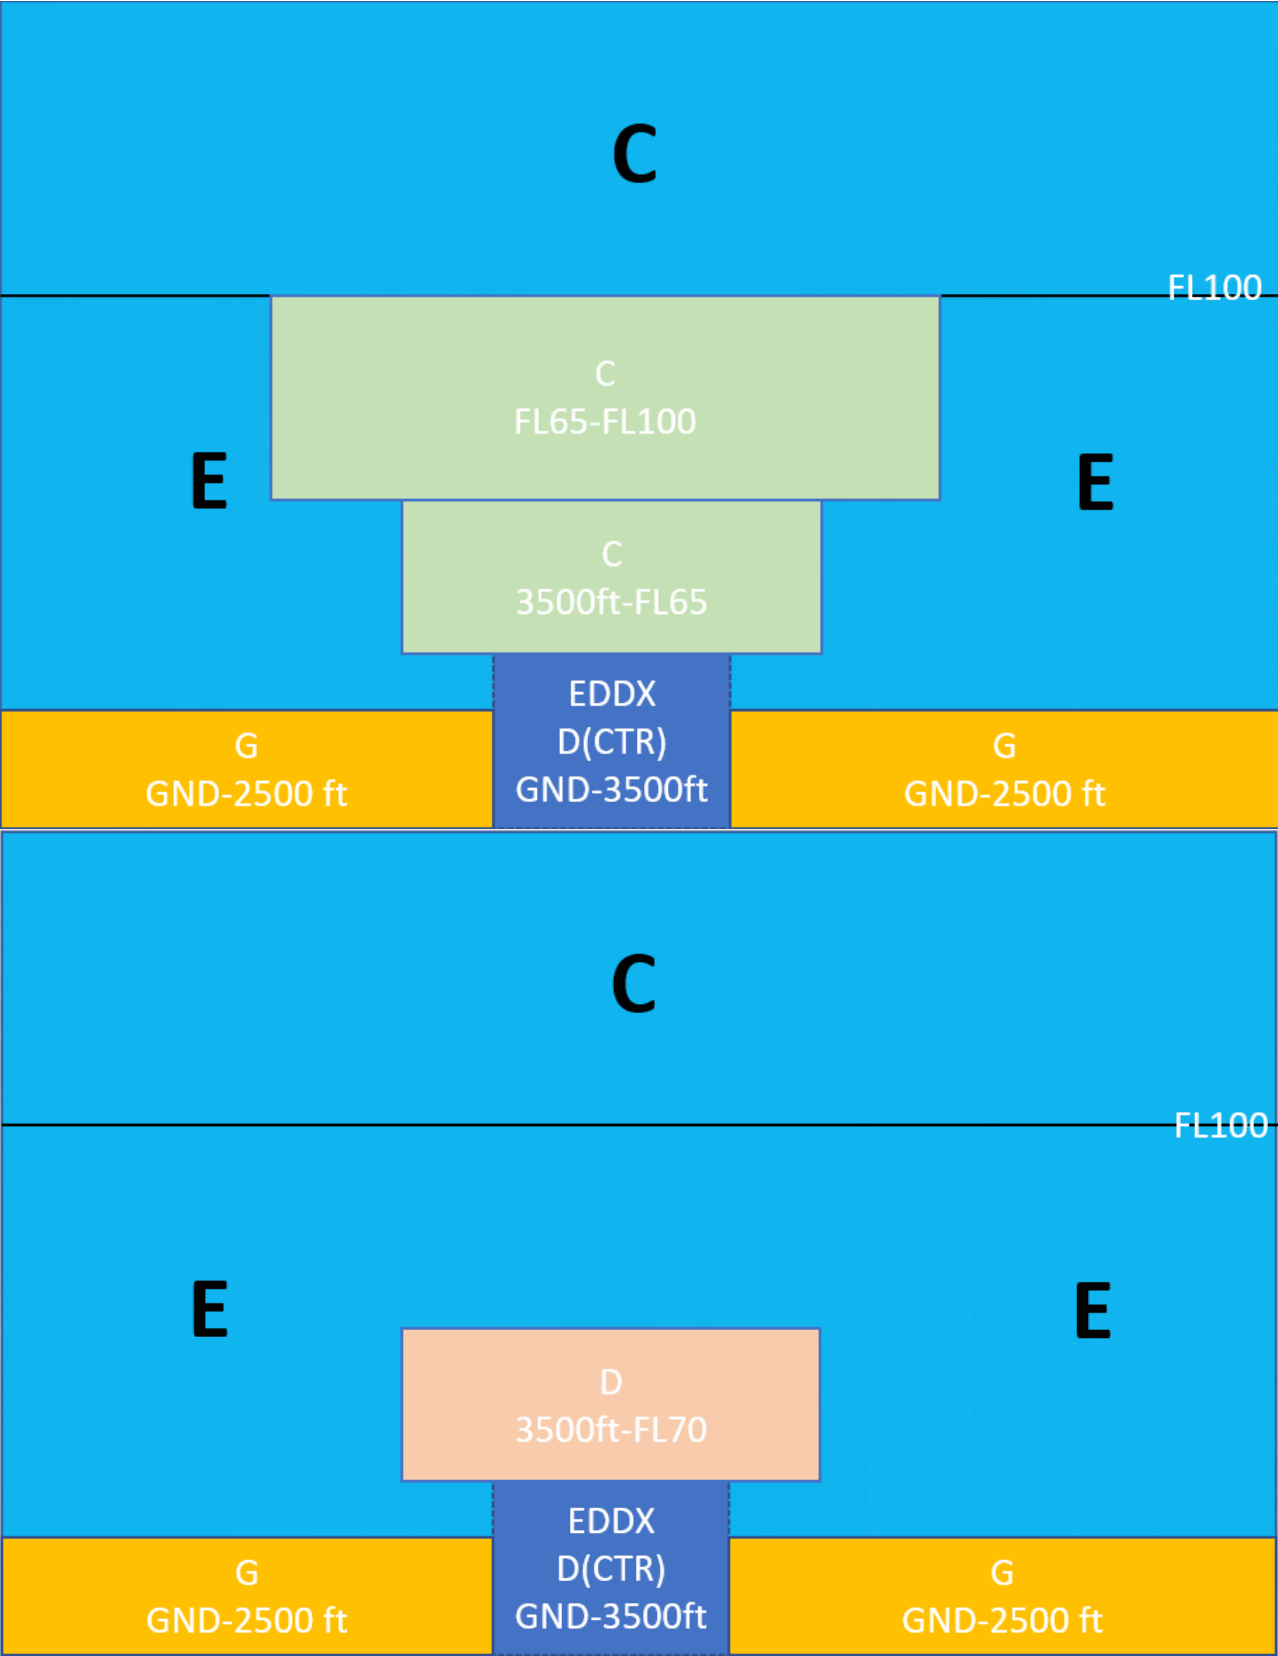 C
FL100
C
FL65-FL100
E
E
C
3500ft-FL65
EDDX
D(CTR)
GND-3500ft
G
GND-2500 ft
G
GND-2500 ft
C
FL100
E
E
D
3500ft-FL70
EDDX
D(CTR)
GND-3500ft
G
GND-2500 ft
G
GND-2500 ft